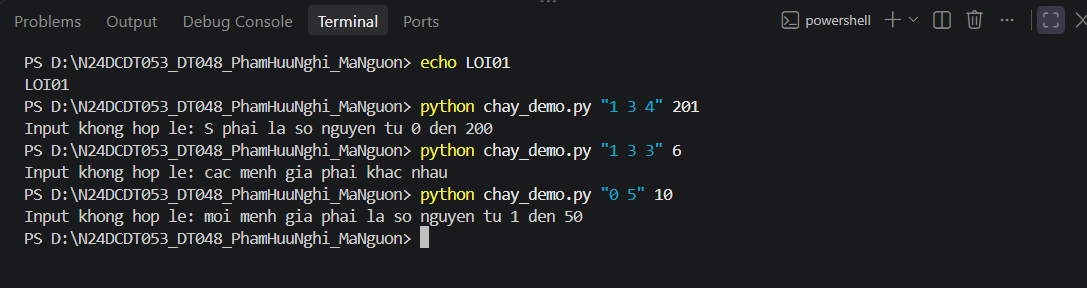 Problems Output Debug Console Terminal Ports powershell
PS D:\N24DCDT053_DT048_PhamHuuNghi_MaNguon> echo LOI01
LOI01
PS D:\N24DCDT053_DT048_PhamHuuNghi_MaNguon> python chay_demo.py "1 3 4" 201
Input khong hop le: S phai la so nguyen tu 0 den 200
PS D:\N24DCDT053_DT048_PhamHuuNghi_MaNguon> python chay_demo.py "1 3 3" 6
Input khong hop le: cac menh gia phai khac nhau
PS D:\N24DCDT053_DT048_PhamHuuNghi_MaNguon> python chay_demo.py "0 5" 10
Input khong hop le: moi menh gia phai la so nguyen tu 1 den 50
PS D:\N24DCDT053_DT048_PhamHuuNghi_MaNguon>